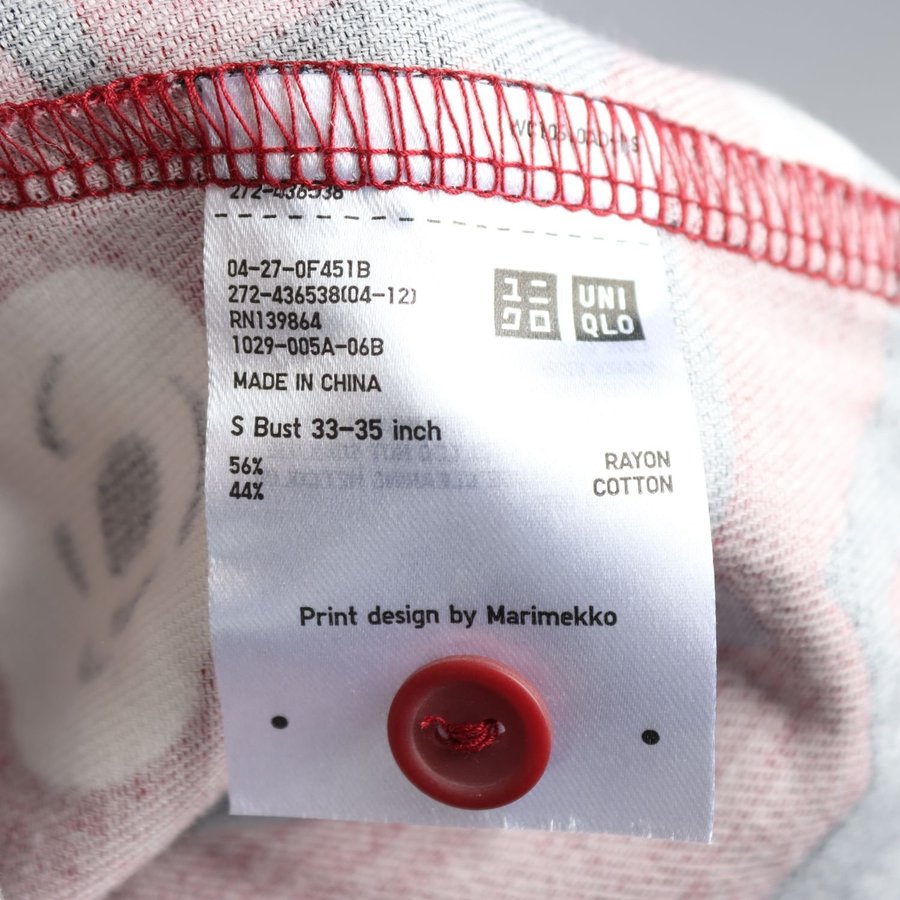 272-436538
04-27-0F451B
272-436538(04-12)
RN139864
1029-005A-06B
MADE IN CHINA
ユニ
クロ
UNI
QLO
S Bust 33-35 inch
56% RAYON
44% COTTON
Print design by Marimekko